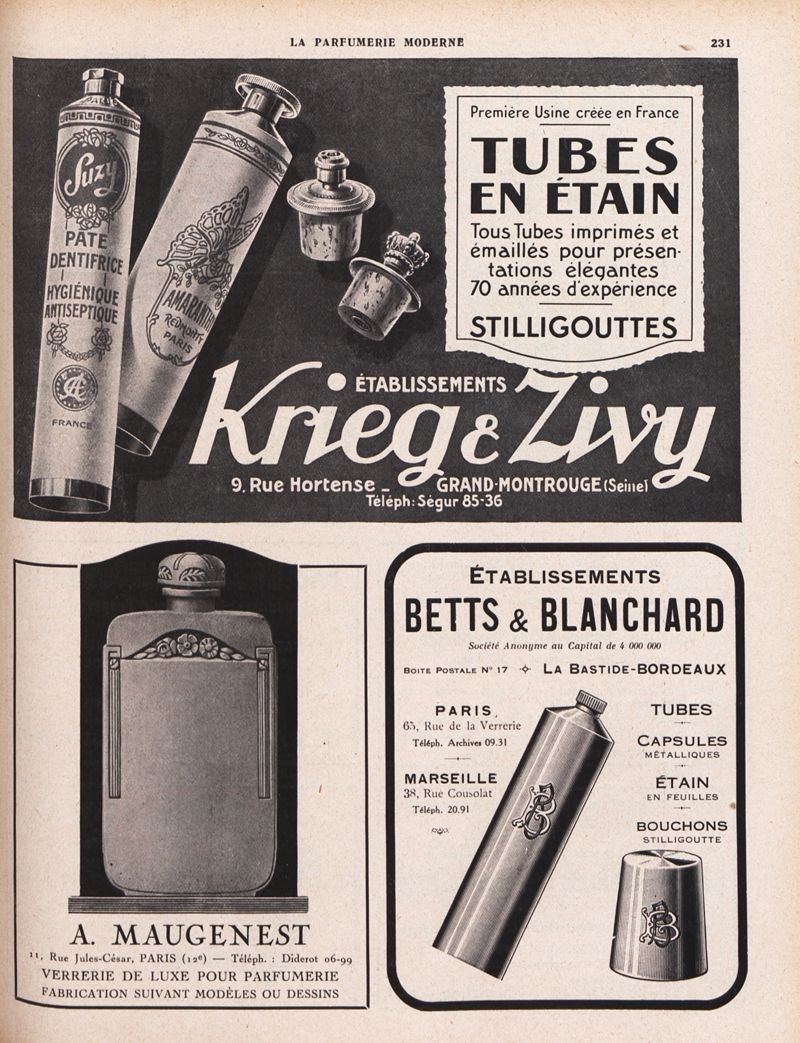 LA PARFUMERIE MODERNE
231
PARIS
Suzy
PATE
DENTIFRICE
HYGIÉNIQUE
ANTISEPTIQUE
FRANCE
REDMONT
PARIS
Première Usine créée en France
TUBES
EN ÉTAIN
Tous Tubes imprimés et
émaillés pour présen-
tations élégantes
70 années d'expérience
STILLIGOUTTES
ÉTABLISSEMENTS
Krieg & Zivy
9. Rue Hortense _ GRAND-MONTROUGE (Seine)
Téléph: Ségur 85-36
A. MAUGENEST
11, Rue Jules-César, PARIS (12e) — Téléph. : Diderot 06-99
VERRERIE DE LUXE POUR PARFUMERIE
FABRICATION SUIVANT MODÈLES OU DESSINS
ÉTABLISSEMENTS
BETTS & BLANCHARD
Société Anonyme au Capital de 4 000 000
BOITE POSTALE N° 17 LA BASTIDE-BORDEAUX
PARIS
65, Rue de la Verrerie
Téléph. Archives 09.31
MARSEILLE
38, Rue Cousolat
Téléph. 20.91
TUBES
CAPSULES
MÉTALLIQUES
ÉTAIN
EN FEUILLES
BOUCHONS
STILLIGOUTTE
BB
BB